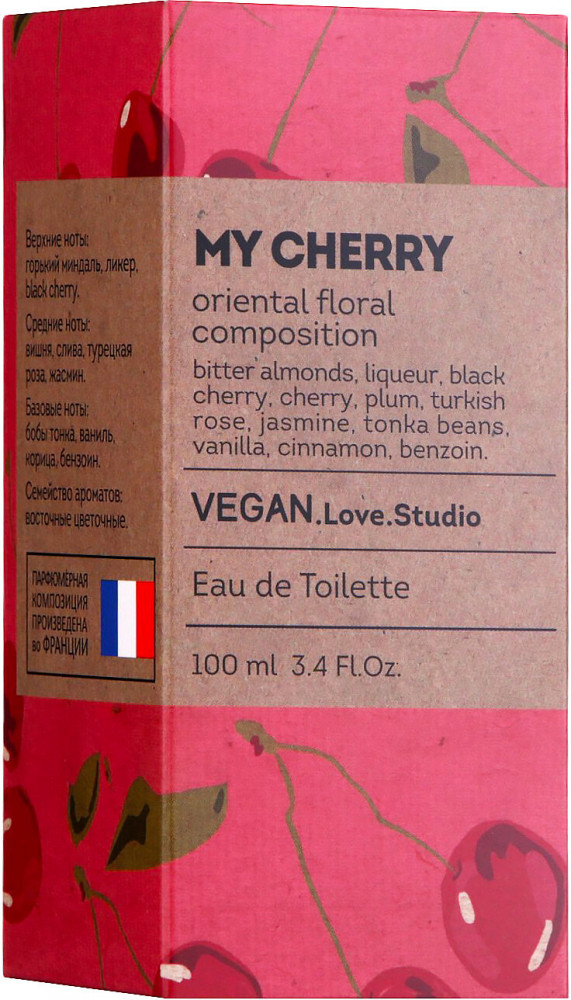 Верхние ноты:
горький миндаль, ликер,
black cherry.
Средние ноты:
вишня, слива, турецкая
роза, жасмин.
Базовые ноты:
бобы тонка, ваниль,
корица, бензоин.
Семейство ароматов:
восточные цветочные.
ПАРФЮМЕРНАЯ
КОМПОЗИЦИЯ
ПРОИЗВЕДЕНА
во ФРАНЦИИ
MY CHERRY
oriental floral
composition
bitter almonds, liqueur, black
cherry, cherry, plum, turkish
rose, jasmine, tonka beans,
vanilla, cinnamon, benzoin.
VEGAN.Love.Studio
Eau de Toilette
100 ml 3.4 Fl.Oz.